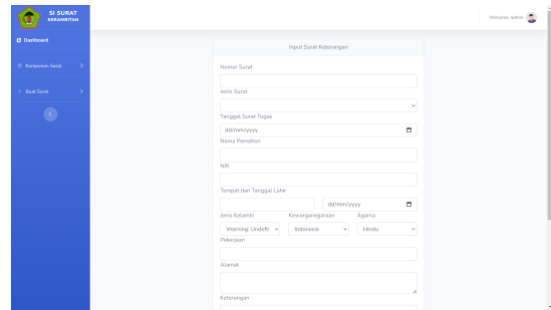 SI SURAT
KERAMBITAN
Welcome, admin
Dashboard
Komponen Surat
Buat Surat
Input Surat Keterangan
Nomor Surat
Jenis Surat
Tanggal Surat Tugas
dd/mm/yyyy
Nama Pemohon
NIK
Tempat dan Tanggal Lahir
dd/mm/yyyy
Jenis Kelamin Kewarganegaraan Agama
Warning: Undefi Indonesia Hindu
Pekerjaan
Alamat
Keterangan